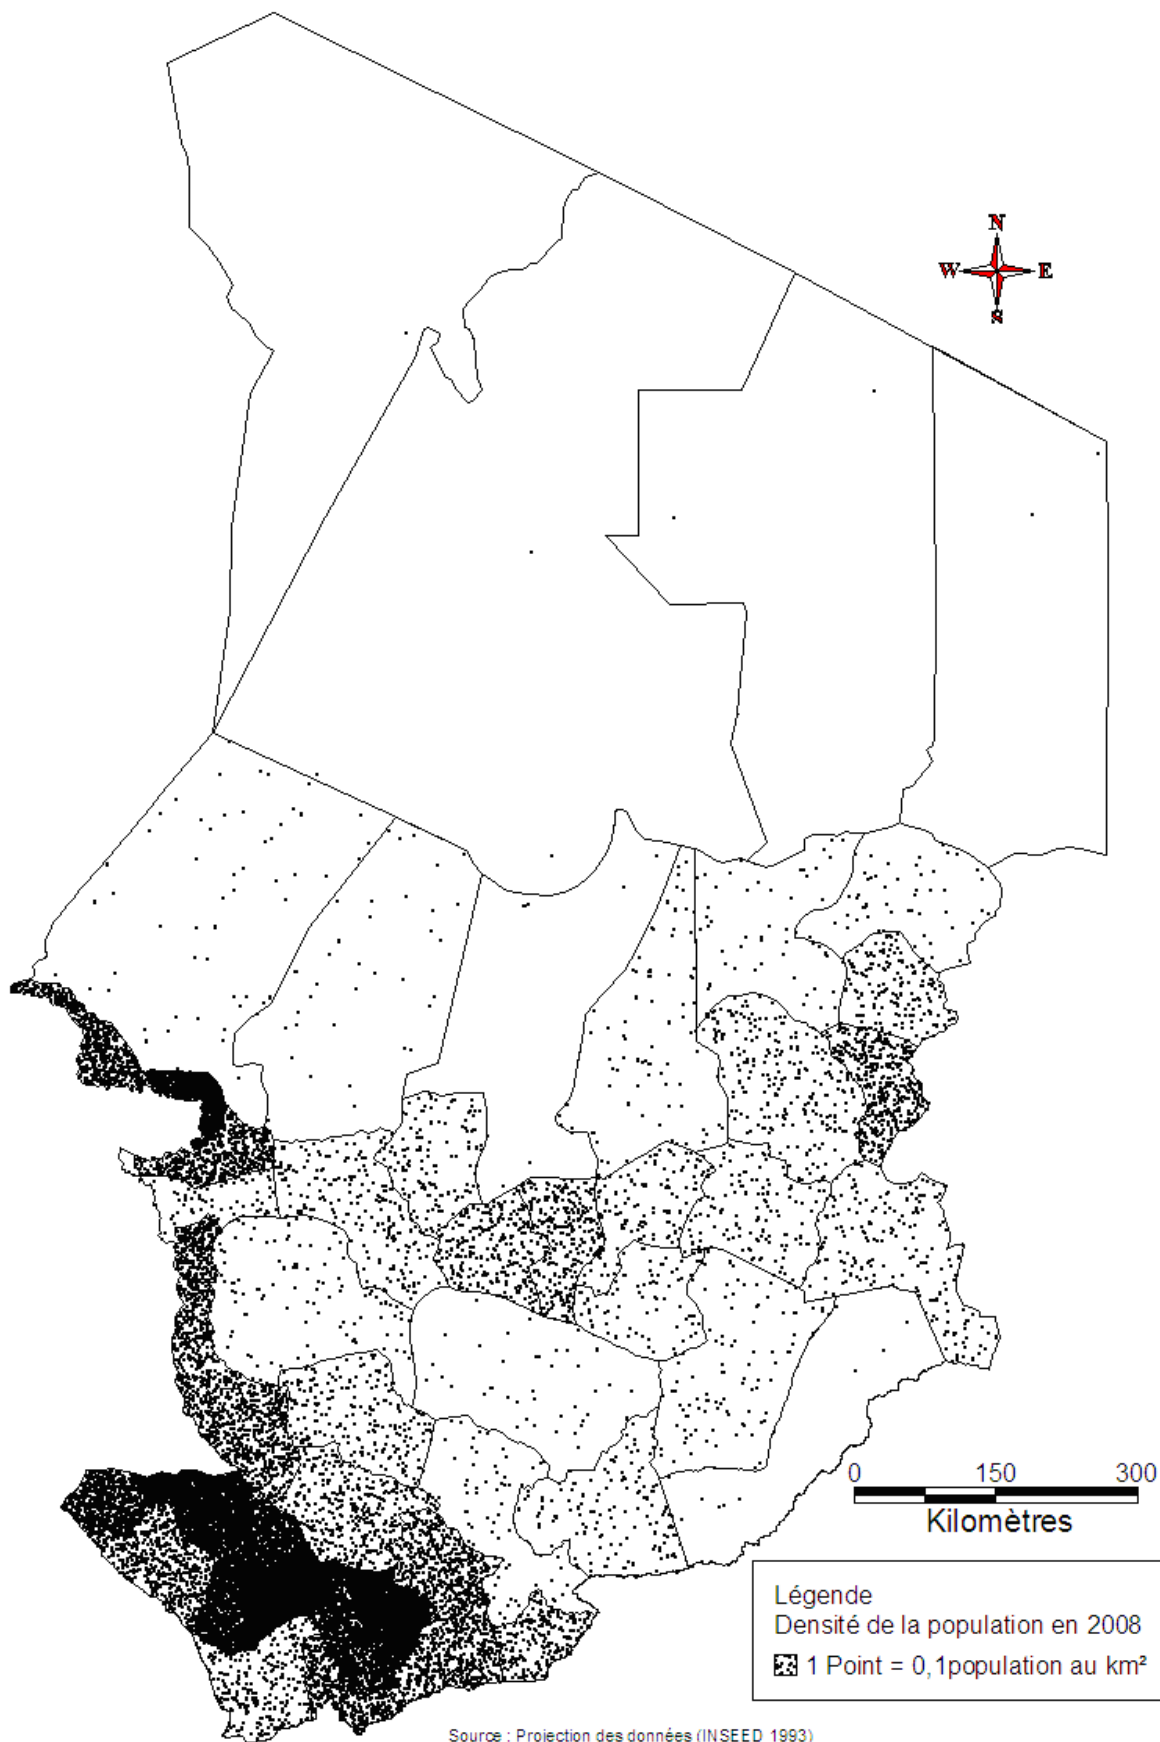 N
W E
S
0 150 300
Kilomètres
Légende
Densité de la population en 2008
1 Point = 0,1population au km²
Source : Projection des données (INSEED 1993)